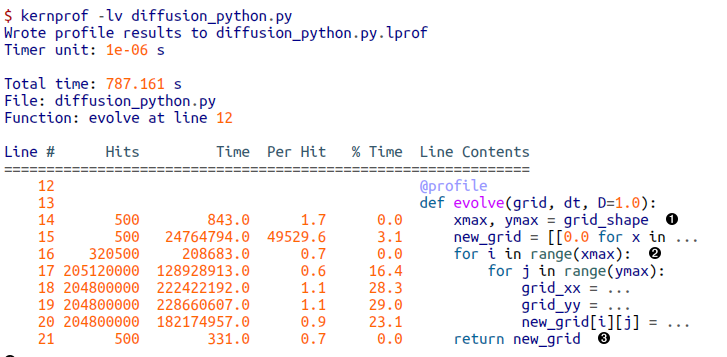 $ kernprof -lv diffusion_python.py
Wrote profile results to diffusion_python.py.lprof
Timer unit: 1e-06 s
Total time: 787.161 s
File: diffusion_python.py
Function: evolve at line 12
Line # Hits Time Per Hit % Time Line Contents
==============================================================
12 @profile
13 def evolve(grid, dt, D=1.0):
14 500 843.0 1.7 0.0 xmax, ymax = grid_shape ❶
15 500 24764794.0 49529.6 3.1 new_grid = [[0.0 for x in ...
16 320500 208683.0 0.7 0.0 for i in range(xmax): ❷
17 205120000 128928913.0 0.6 16.4 for j in range(ymax):
18 204800000 222422192.0 1.1 28.3 grid_xx = ...
19 204800000 228660607.0 1.1 29.0 grid_yy = ...
20 204800000 182174957.0 0.9 23.1 new_grid[i][j] = ...
21 500 331.0 0.7 0.0 return new_grid ❸